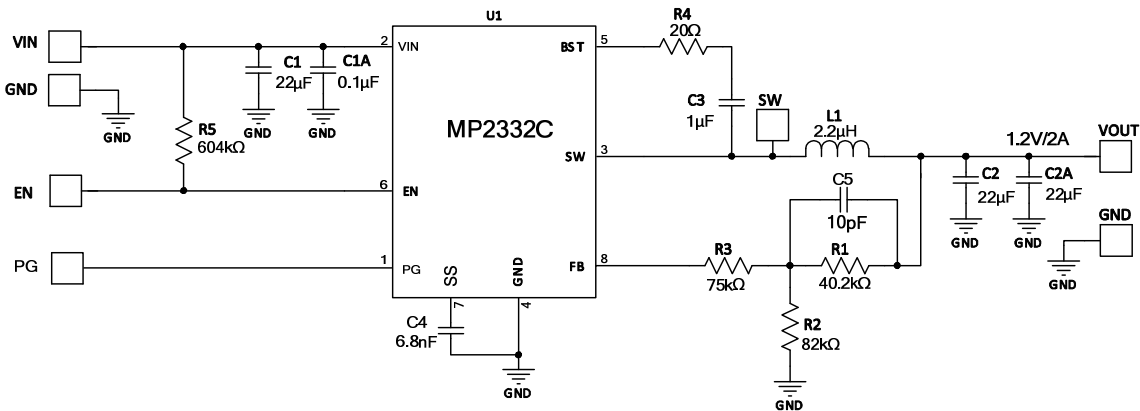 U1
VIN
GND
GND
R5
604kΩ
C1
22µF
GND
C1A
0.1µF
GND
EN
PG
2
VIN
6
EN
1
PG
MP2332C
BST
5
SW
3
FB
8
SS
7
GND
4
C4
6.8nF
GND
R4
20Ω
C3
1µF
SW
L1
2.2µH
1.2V/2A
VOUT
C5
10pF
R3
75kΩ
R1
40.2kΩ
R2
82kΩ
GND
C2
22µF
GND
C2A
22µF
GND
GND
GND